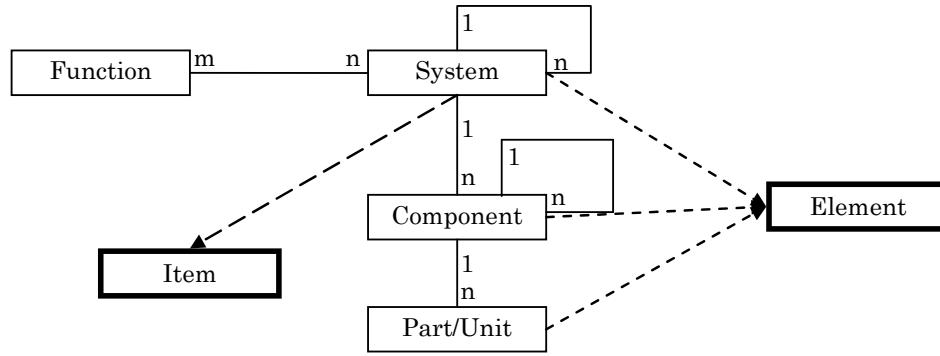 1
Function
m
n
System
n
1
n
1
n
Component
Element
Item
1
n
Part/Unit